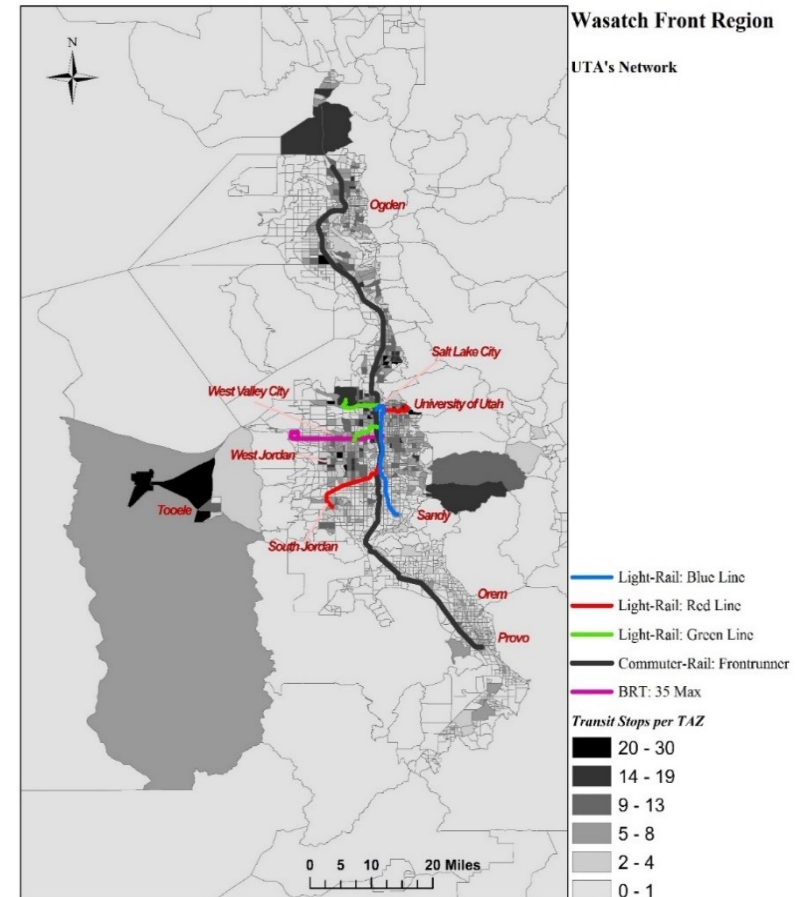 Wasatch Front Region
UTA's Network
N
Ogden
Salt Lake City
West Valley City
University of Utah
West Jordan
Tooele
Sandy
South Jordan
Orem
Provo
Light-Rail: Blue Line
Light-Rail: Red Line
Light-Rail: Green Line
Commuter-Rail: Frontrunner
BRT: 35 Max
Transit Stops per TAZ
20 - 30
14 - 19
9 - 13
5 - 8
2 - 4
0 - 1
0 5 10 20 Miles